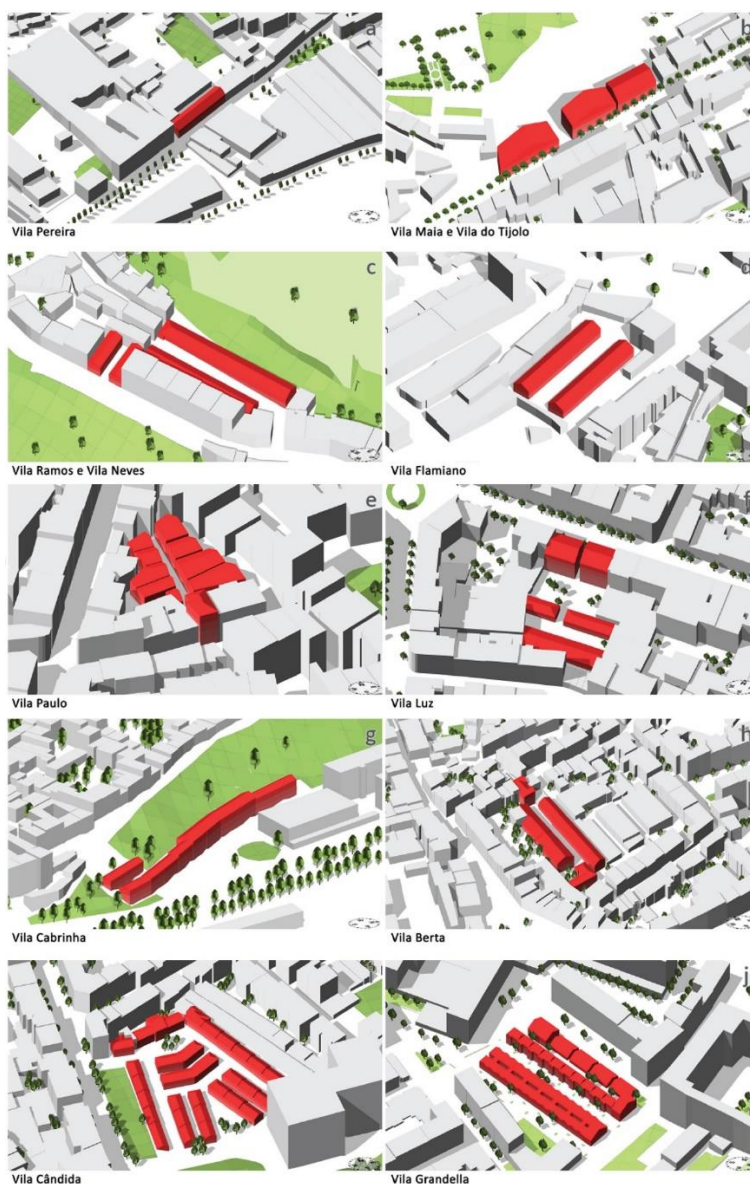 a
b
Vila Pereira
Vila Maia e Vila do Tijolo
c
d
Vila Ramos e Vila Neves
Vila Flamiano
e
f
Vila Paulo
Vila Luz
g
h
Vila Cabrinha
Vila Berta
i
j
Vila Cândida
Vila Grandella